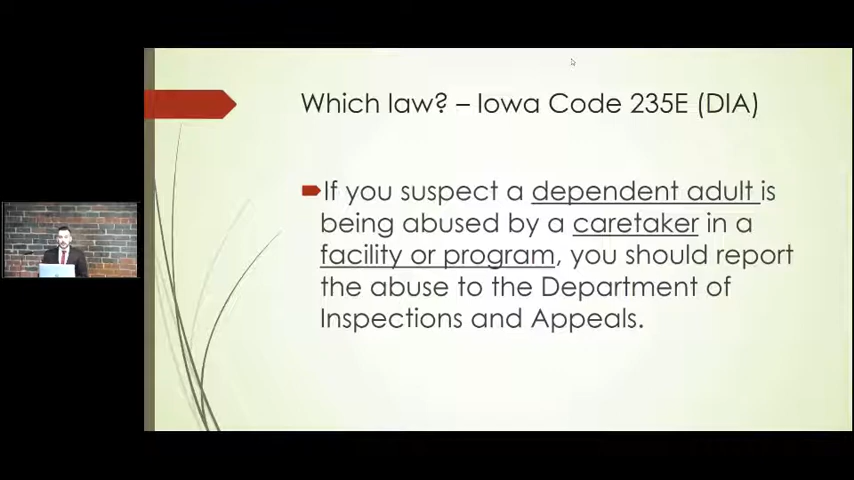 Which law? – Iowa Code 235E (DIA)
If you suspect a dependent adult is
being abused by a caretaker in a
facility or program, you should report
the abuse to the Department of
Inspections and Appeals.